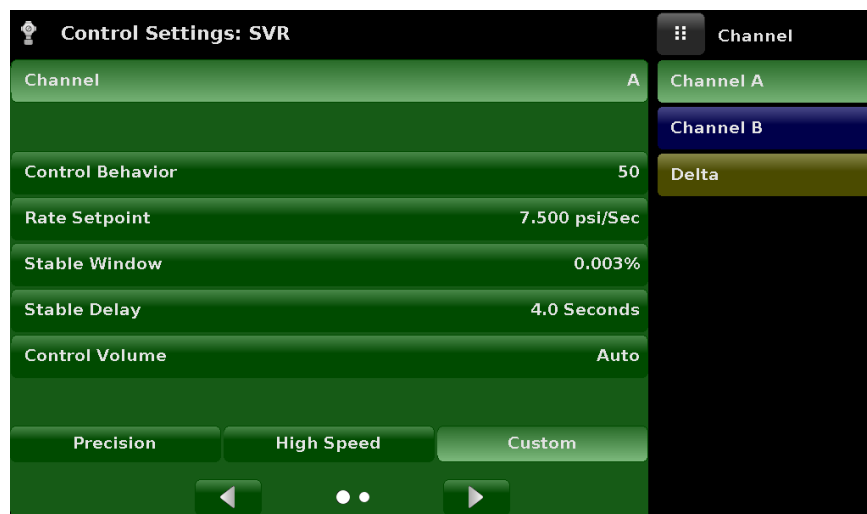 Control Settings: SVR
Channel A
Control Behavior 50
Rate Setpoint 7.500 psi/Sec
Stable Window 0.003%
Stable Delay 4.0 Seconds
Control Volume Auto
Precision High Speed Custom
Channel
Channel A
Channel B
Delta